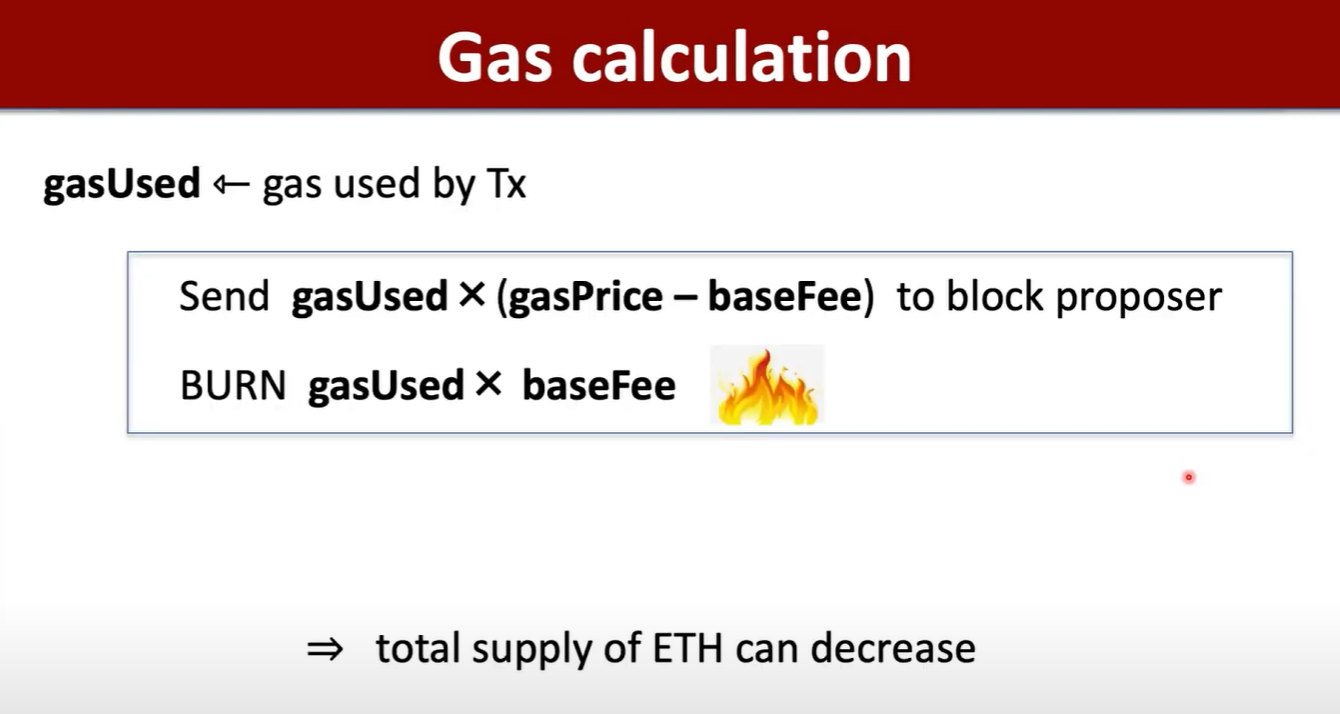 Gas calculation
gasUsed ⇽ gas used by Tx
Send gasUsed × (gasPrice – baseFee) to block proposer
BURN gasUsed × baseFee
⇒ total supply of ETH can decrease